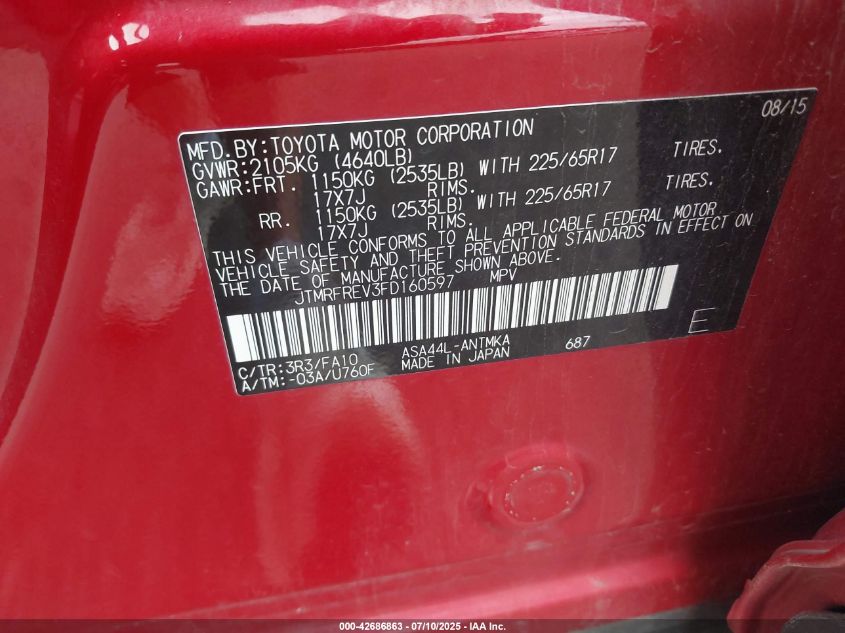 08/15
MFD. BY: TOYOTA MOTOR CORPORATION
GVWR: 2105KG (4640LB)
GAWR: FRT. 1150KG (2535LB) WITH 225/65R17 TIRES.
17X7J RIMS.
RR. 1150KG (2535LB) WITH 225/65R17 TIRES.
17X7J RIMS.
THIS VEHICLE CONFORMS TO ALL APPLICABLE FEDERAL MOTOR
VEHICLE SAFETY AND THEFT PREVENTION STANDARDS IN EFFECT ON
THE DATE OF MANUFACTURE SHOWN ABOVE.
JTMRFREV3FD160597 MPV
C/TR: 3R3/FA10 ASA44L-ANTMKA 687 E
A/TM: -03A/U760F MADE IN JAPAN
000-42686863 - 07/10/2025 - IAA Inc.